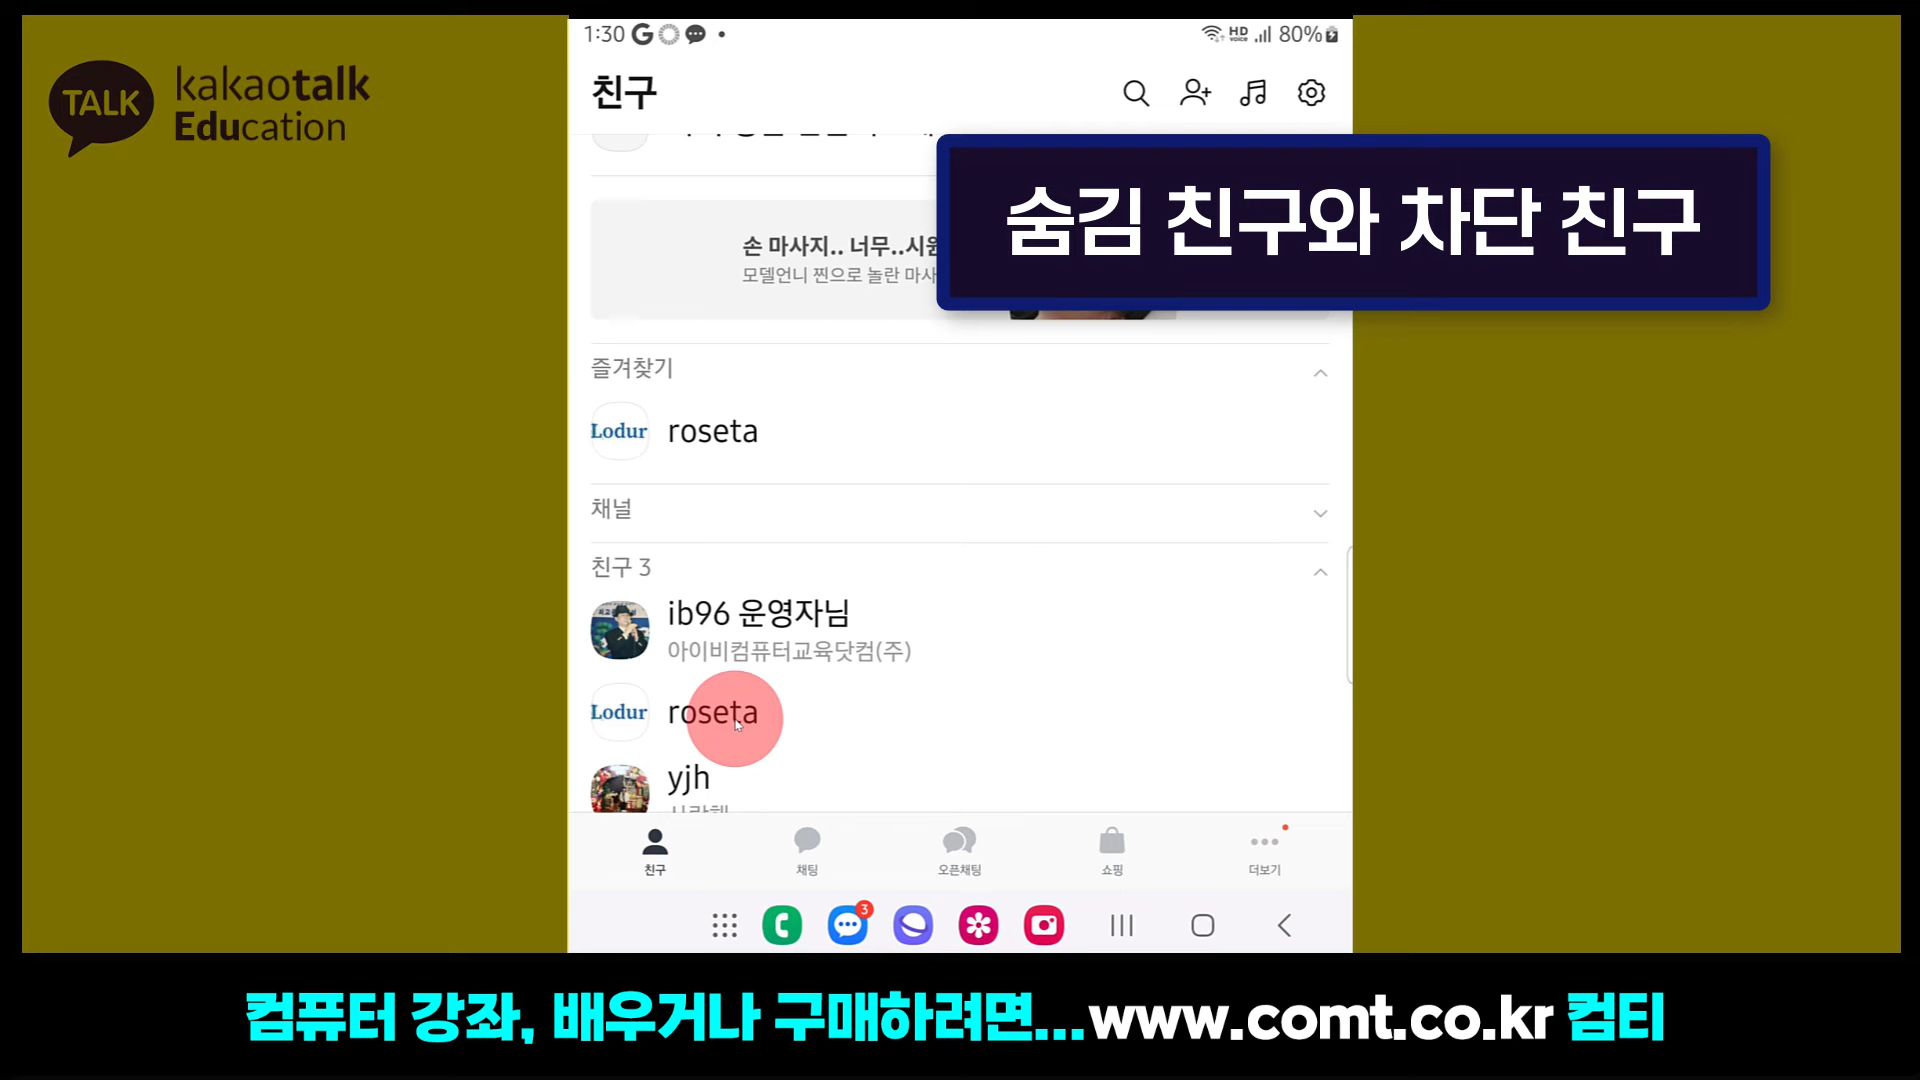 TALK
kakaotalk
Education
1:30
HD voice
80%
친구
숨김 친구와 차단 친구
손 마사지.. 너무..시원
모델언니 찐으로 놀란 마사
즐겨찾기
Lodur
roseta
채널
친구 3
ib96 운영자님
아이비컴퓨터교육닷컴(주)
Lodur
roseta
yjh
친구
채팅
오픈채팅
쇼핑
더보기
3
컴퓨터 강좌, 배우거나 구매하려면...www.comt.co.kr 컴티